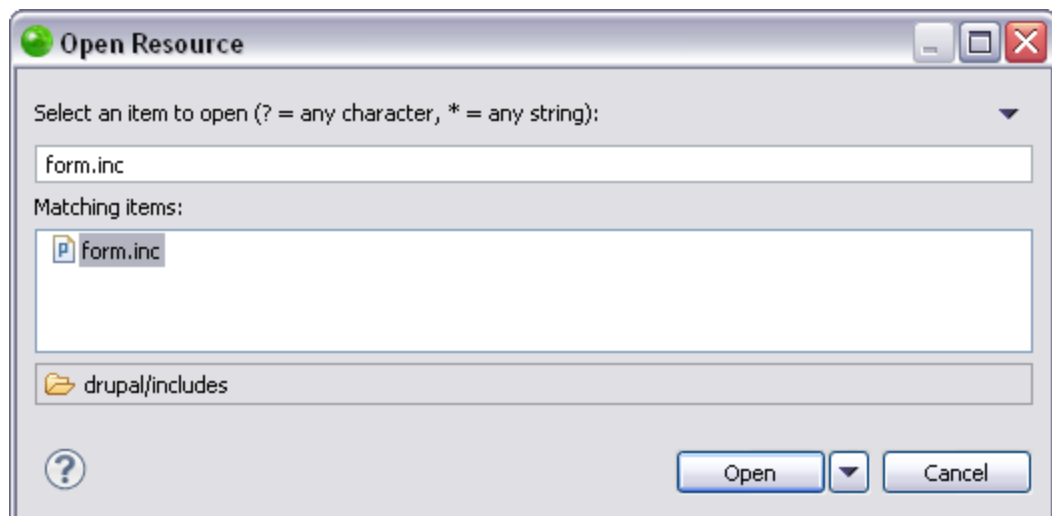 Open Resource
Select an item to open (? = any character, * = any string):
form.inc
Matching items:
form.inc
drupal/includes
Open
Cancel